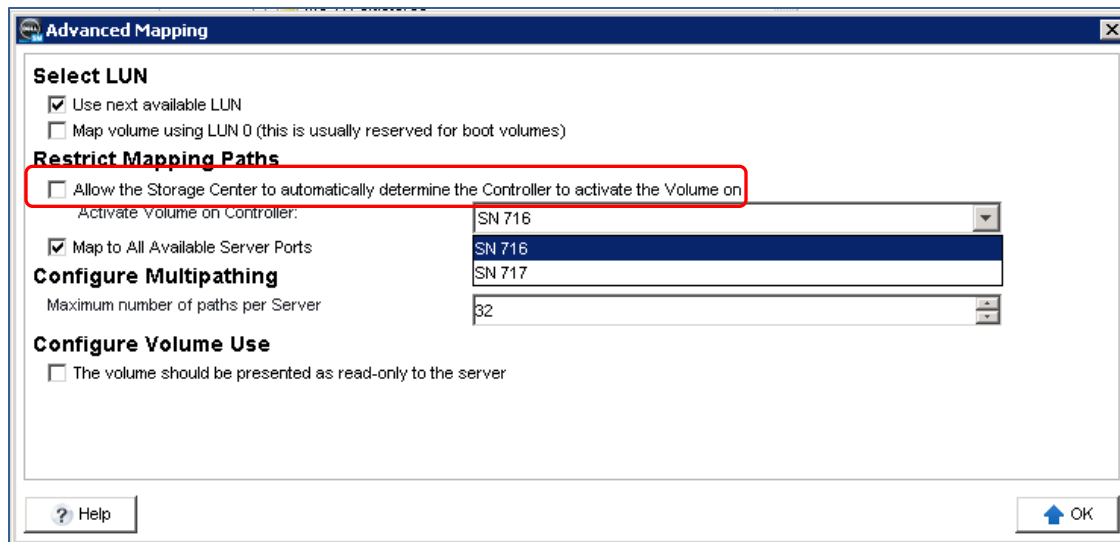 Advanced Mapping
Select LUN
Use next available LUN
Map volume using LUN 0 (this is usually reserved for boot volumes)
Restrict Mapping Paths
Allow the Storage Center to automatically determine the Controller to activate the Volume on
Activate Volume on Controller:
SN 716
Map to All Available Server Ports
SN 716
SN 717
Configure Multipathing
Maximum number of paths per Server
32
Configure Volume Use
The volume should be presented as read-only to the server
? Help
OK